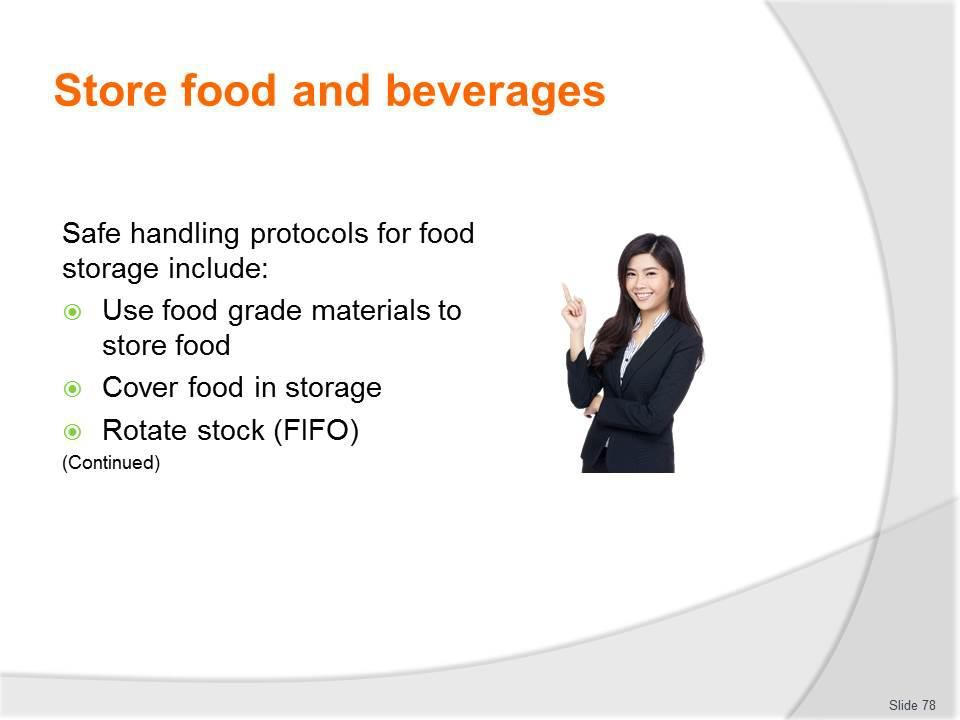 Store food and beverages
Safe handling protocols for food
storage include:
Use food grade materials to
store food
Cover food in storage
Rotate stock (FIFO)
(Continued)
Slide 78